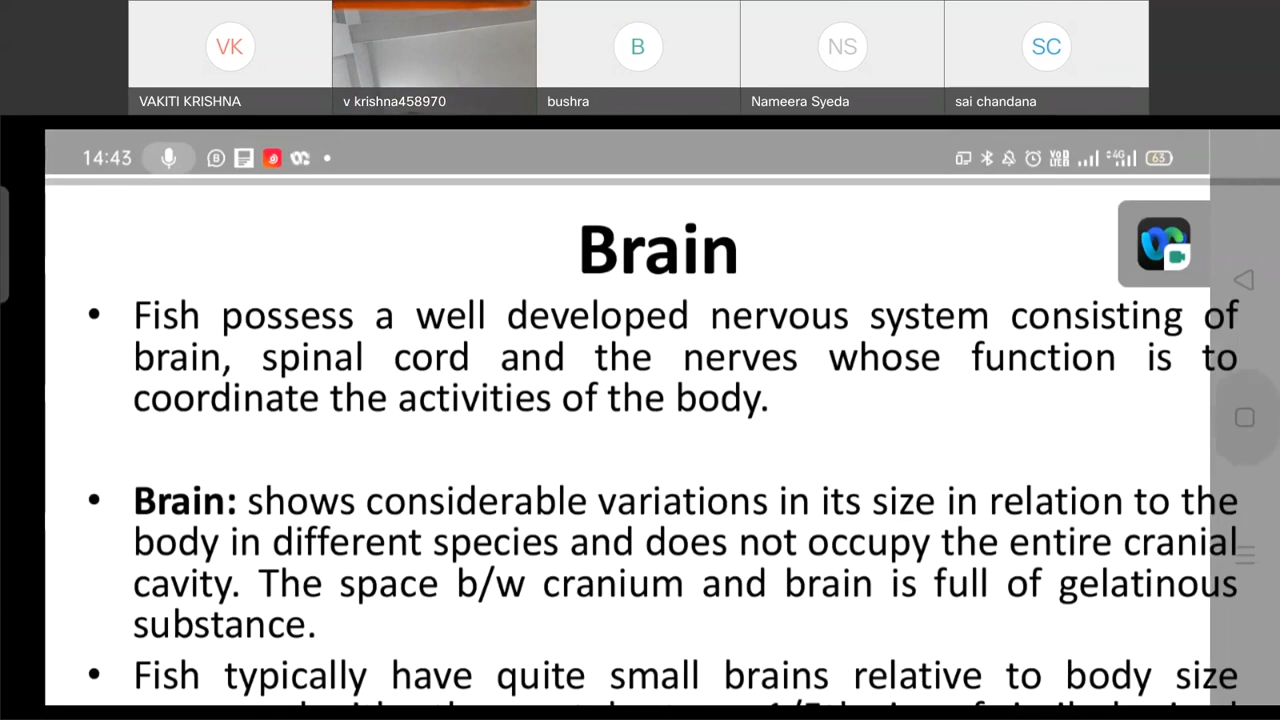 VK
B
NS
SC
VAKITI KRISHNA
v krishna458970
bushra
Nameera Syeda
sai chandana
14:43
4G
63
Brain
• Fish possess a well developed nervous system consisting of
brain, spinal cord and the nerves whose function is to
coordinate the activities of the body.
• Brain: shows considerable variations in its size in relation to the
body in different species and does not occupy the entire cranial
cavity. The space b/w cranium and brain is full of gelatinous
substance.
• Fish typically have quite small brains relative to body size